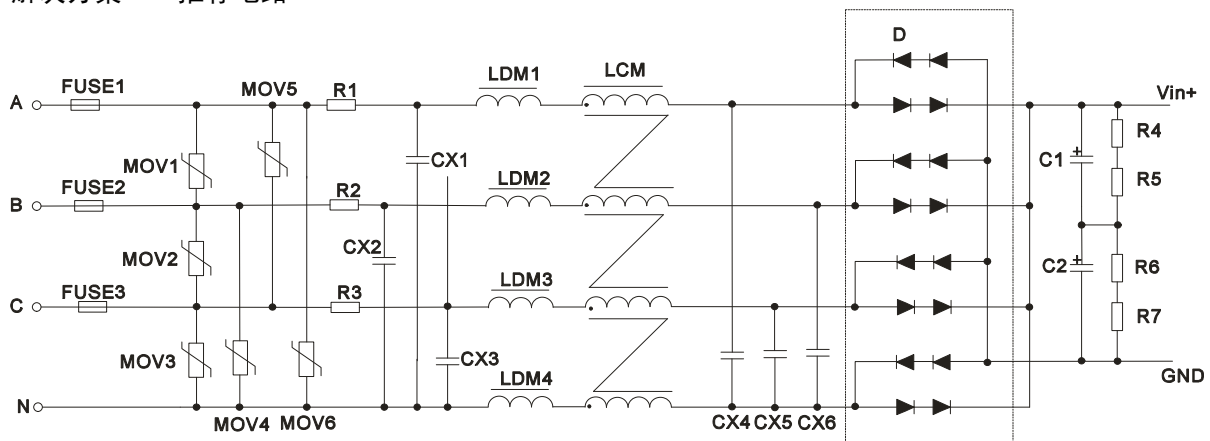 D
LDM1 LCM
FUSE1 MOV5 R1
A Vin+
R4
MOV1 CX1 C1
FUSE2 R2 LDM2 R5
B
MOV2 CX2 C2 R6
FUSE3 R3 LDM3
C R7
MOV3 CX3
LDM4 GND
N
MOV4 MOV6 CX4 CX5 CX6